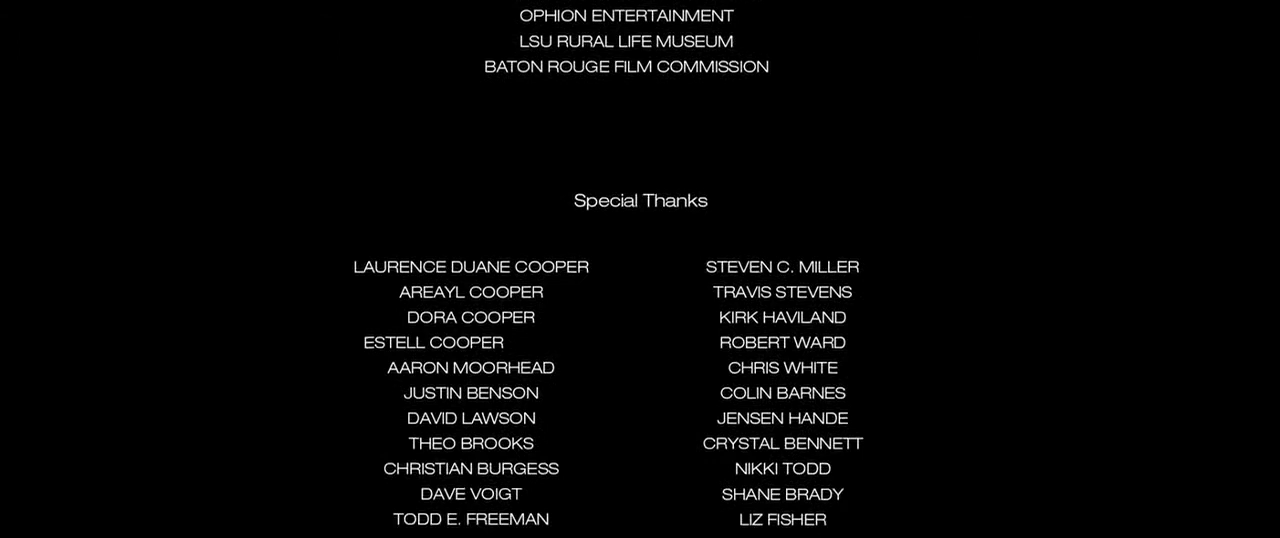 OPHION ENTERTAINMENT
LSU RURAL LIFE MUSEUM
BATON ROUGE FILM COMMISSION
Special Thanks
LAURENCE DUANE COOPER
AREAYL COOPER
DORA COOPER
ESTELL COOPER
AARON MOORHEAD
JUSTIN BENSON
DAVID LAWSON
THEO BROOKS
CHRISTIAN BURGESS
DAVE VOIGT
TODD E. FREEMAN
STEVEN C. MILLER
TRAVIS STEVENS
KIRK HAVILAND
ROBERT WARD
CHRIS WHITE
COLIN BARNES
JENSEN HANDE
CRYSTAL BENNETT
NIKKI TODD
SHANE BRADY
LIZ FISHER